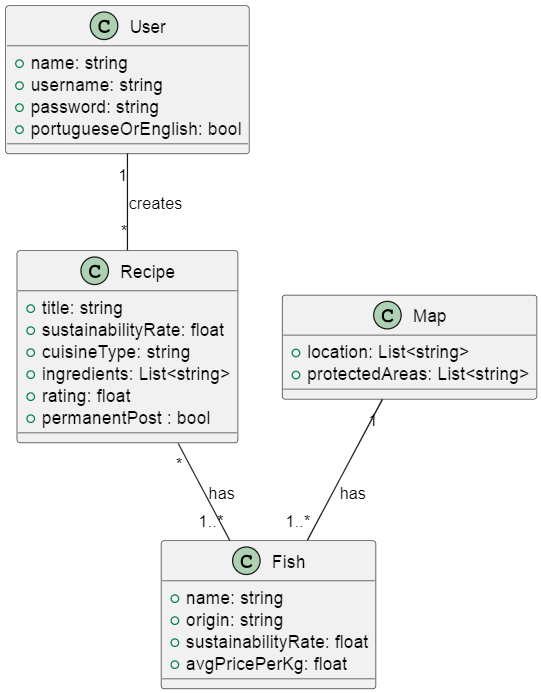 C User
name: string
username: string
password: string
portugueseOrEnglish: bool
1
creates
*
C Recipe
title: string
sustainabilityRate: float
cuisineType: string
ingredients: List<string>
rating: float
permanentPost : bool
C Map
location: List<string>
protectedAreas: List<string>
*
has
1..*
1
has
1..*
C Fish
name: string
origin: string
sustainabilityRate: float
avgPricePerKg: float